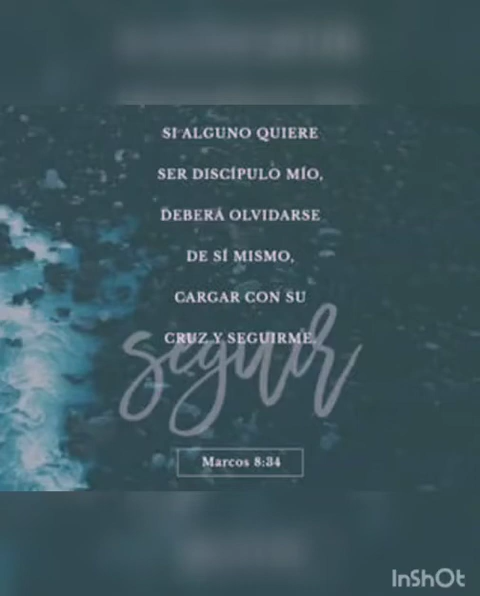 SI ALGUNO QUIERE
SER DISCÍPULO MÍO,
DEBERÁ OLVIDARSE
DE SÍ MISMO,
CARGAR CON SU
CRUZ Y SEGUIRME.
seguir
Marcos 8:34
InShOt